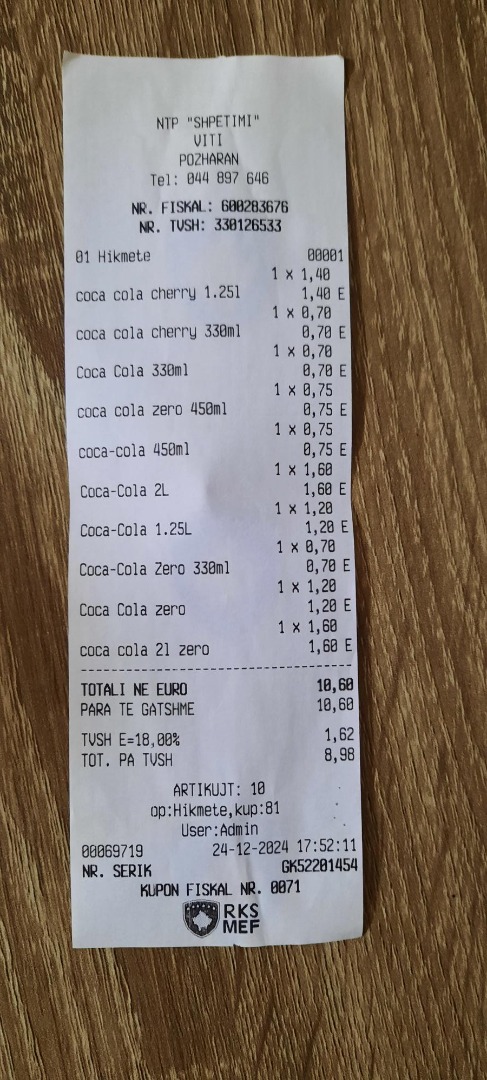 NTP "SHPETIMI"
VITI
POZHARAN
Tel: 044 897 646
NR. FISKAL: 600283676
NR. TVSH: 330126533
01 Hikmete 00001
1 x 1,40
coca cola cherry 1.25l 1,40 E
1 x 0,70
coca cola cherry 330ml 0,70 E
1 x 0,70
Coca Cola 330ml 0,70 E
1 x 0,75
coca cola zero 450ml 0,75 E
1 x 0,75
coca-cola 450ml 0,75 E
1 x 1,60
Coca-Cola 2L 1,60 E
1 x 1,20
Coca-Cola 1.25L 1,20 E
1 x 0,70
Coca-Cola Zero 330ml 0,70 E
1 x 1,20
Coca Cola zero 1,20 E
1 x 1,60
coca cola 2l zero 1,60 E
TOTALI NE EURO 10,60
PARA TE GATSHME 10,60
TVSH E=18,00% 1,62
TOT. PA TVSH 8,98
ARTIKUJT: 10
op:Hikmete,kup:81
User:Admin
00069719 24-12-2024 17:52:11
NR. SERIK GK52201454
KUPON FISKAL NR. 0071
RKS
MEF